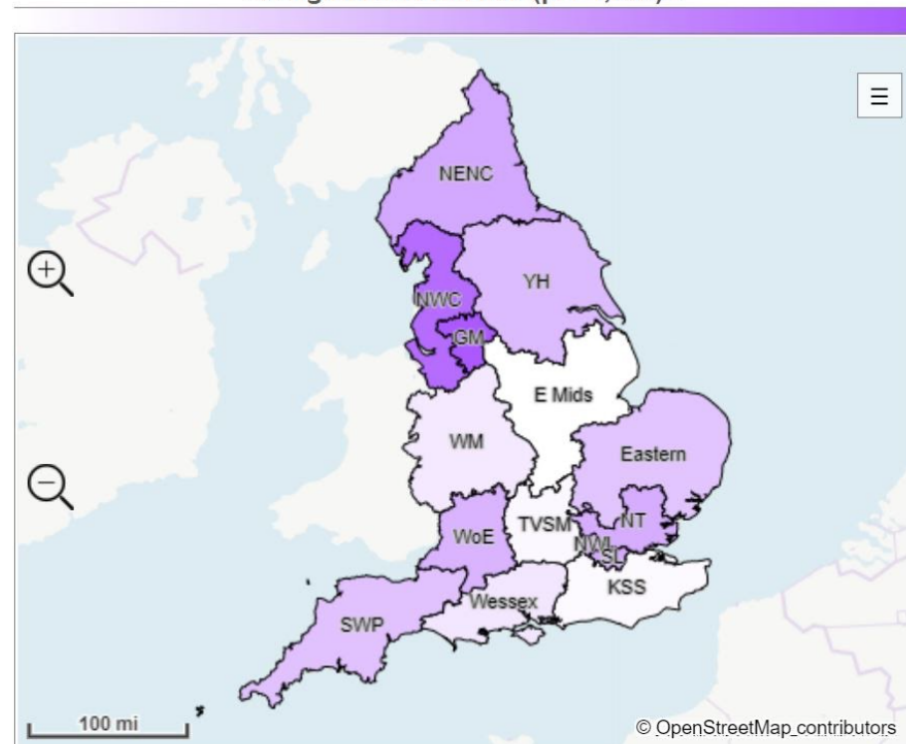 NENC
YH
NWC
GM
E Mids
WM
Eastern
NT
TVSM
WoE
NWL
SL
KSS
Wessex
SWP
100 mi
© OpenStreetMap contributors